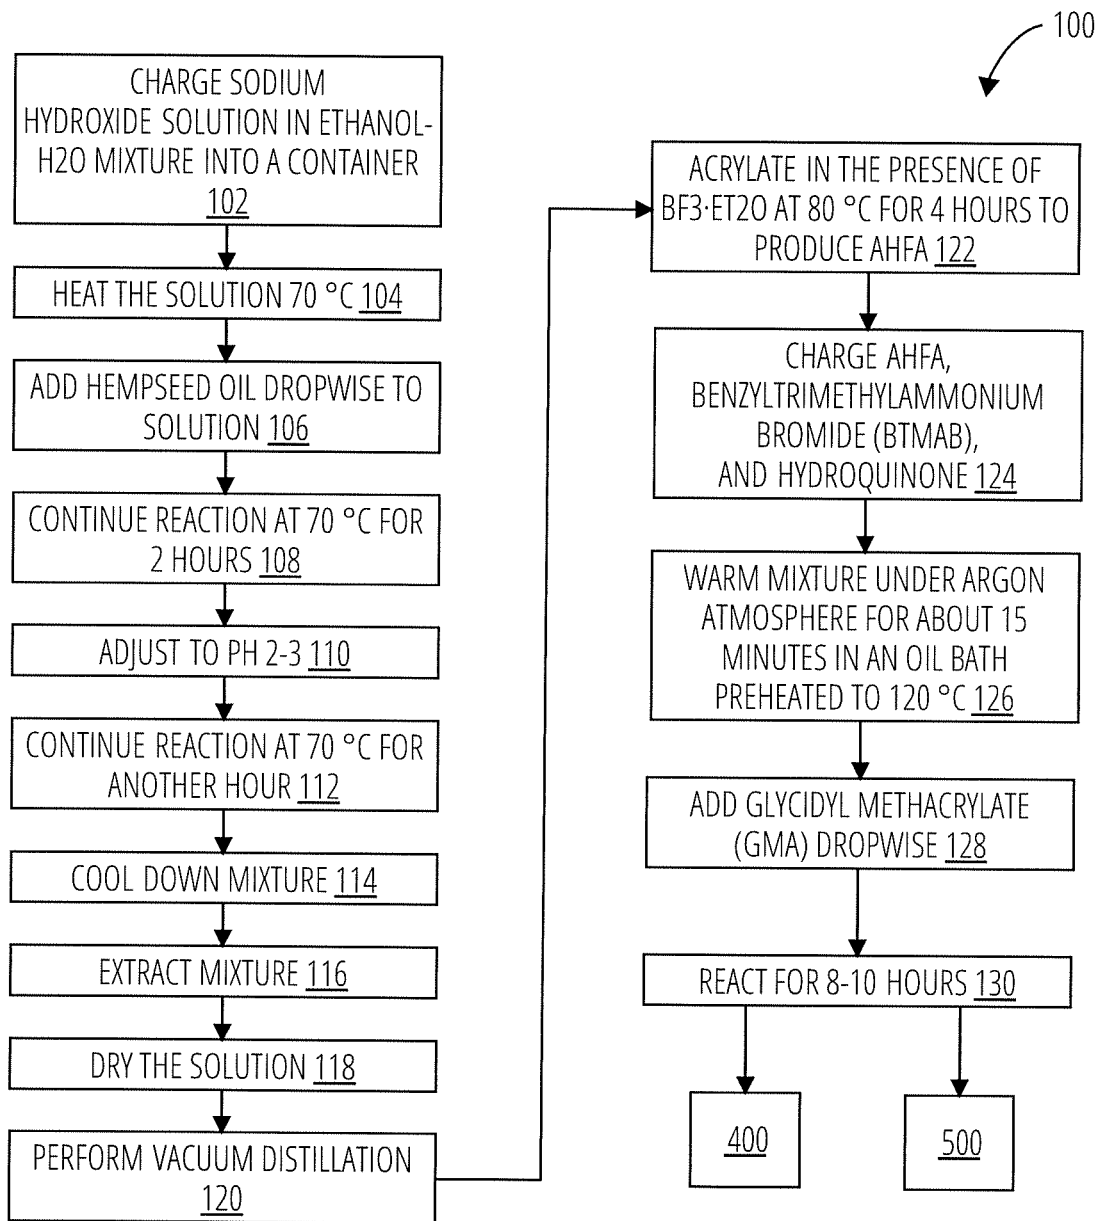 100
CHARGE SODIUM
HYDROXIDE SOLUTION IN ETHANOL-
H2O MIXTURE INTO A CONTAINER
102
HEAT THE SOLUTION 70 °C 104
ADD HEMPSEED OIL DROPWISE TO
SOLUTION 106
CONTINUE REACTION AT 70 °C FOR
2 HOURS 108
ADJUST TO PH 2-3 110
CONTINUE REACTION AT 70 °C FOR
ANOTHER HOUR 112
COOL DOWN MIXTURE 114
EXTRACT MIXTURE 116
DRY THE SOLUTION 118
PERFORM VACUUM DISTILLATION
120
ACRYLATE IN THE PRESENCE OF
BF3·ET2O AT 80 °C FOR 4 HOURS TO
PRODUCE AHFA 122
CHARGE AHFA,
BENZYLTRIMETHYLAMMONIUM
BROMIDE (BTMAB),
AND HYDROQUINONE 124
WARM MIXTURE UNDER ARGON
ATMOSPHERE FOR ABOUT 15
MINUTES IN AN OIL BATH
PREHEATED TO 120 °C 126
ADD GLYCIDYL METHACRYLATE
(GMA) DROPWISE 128
REACT FOR 8-10 HOURS 130
400
500